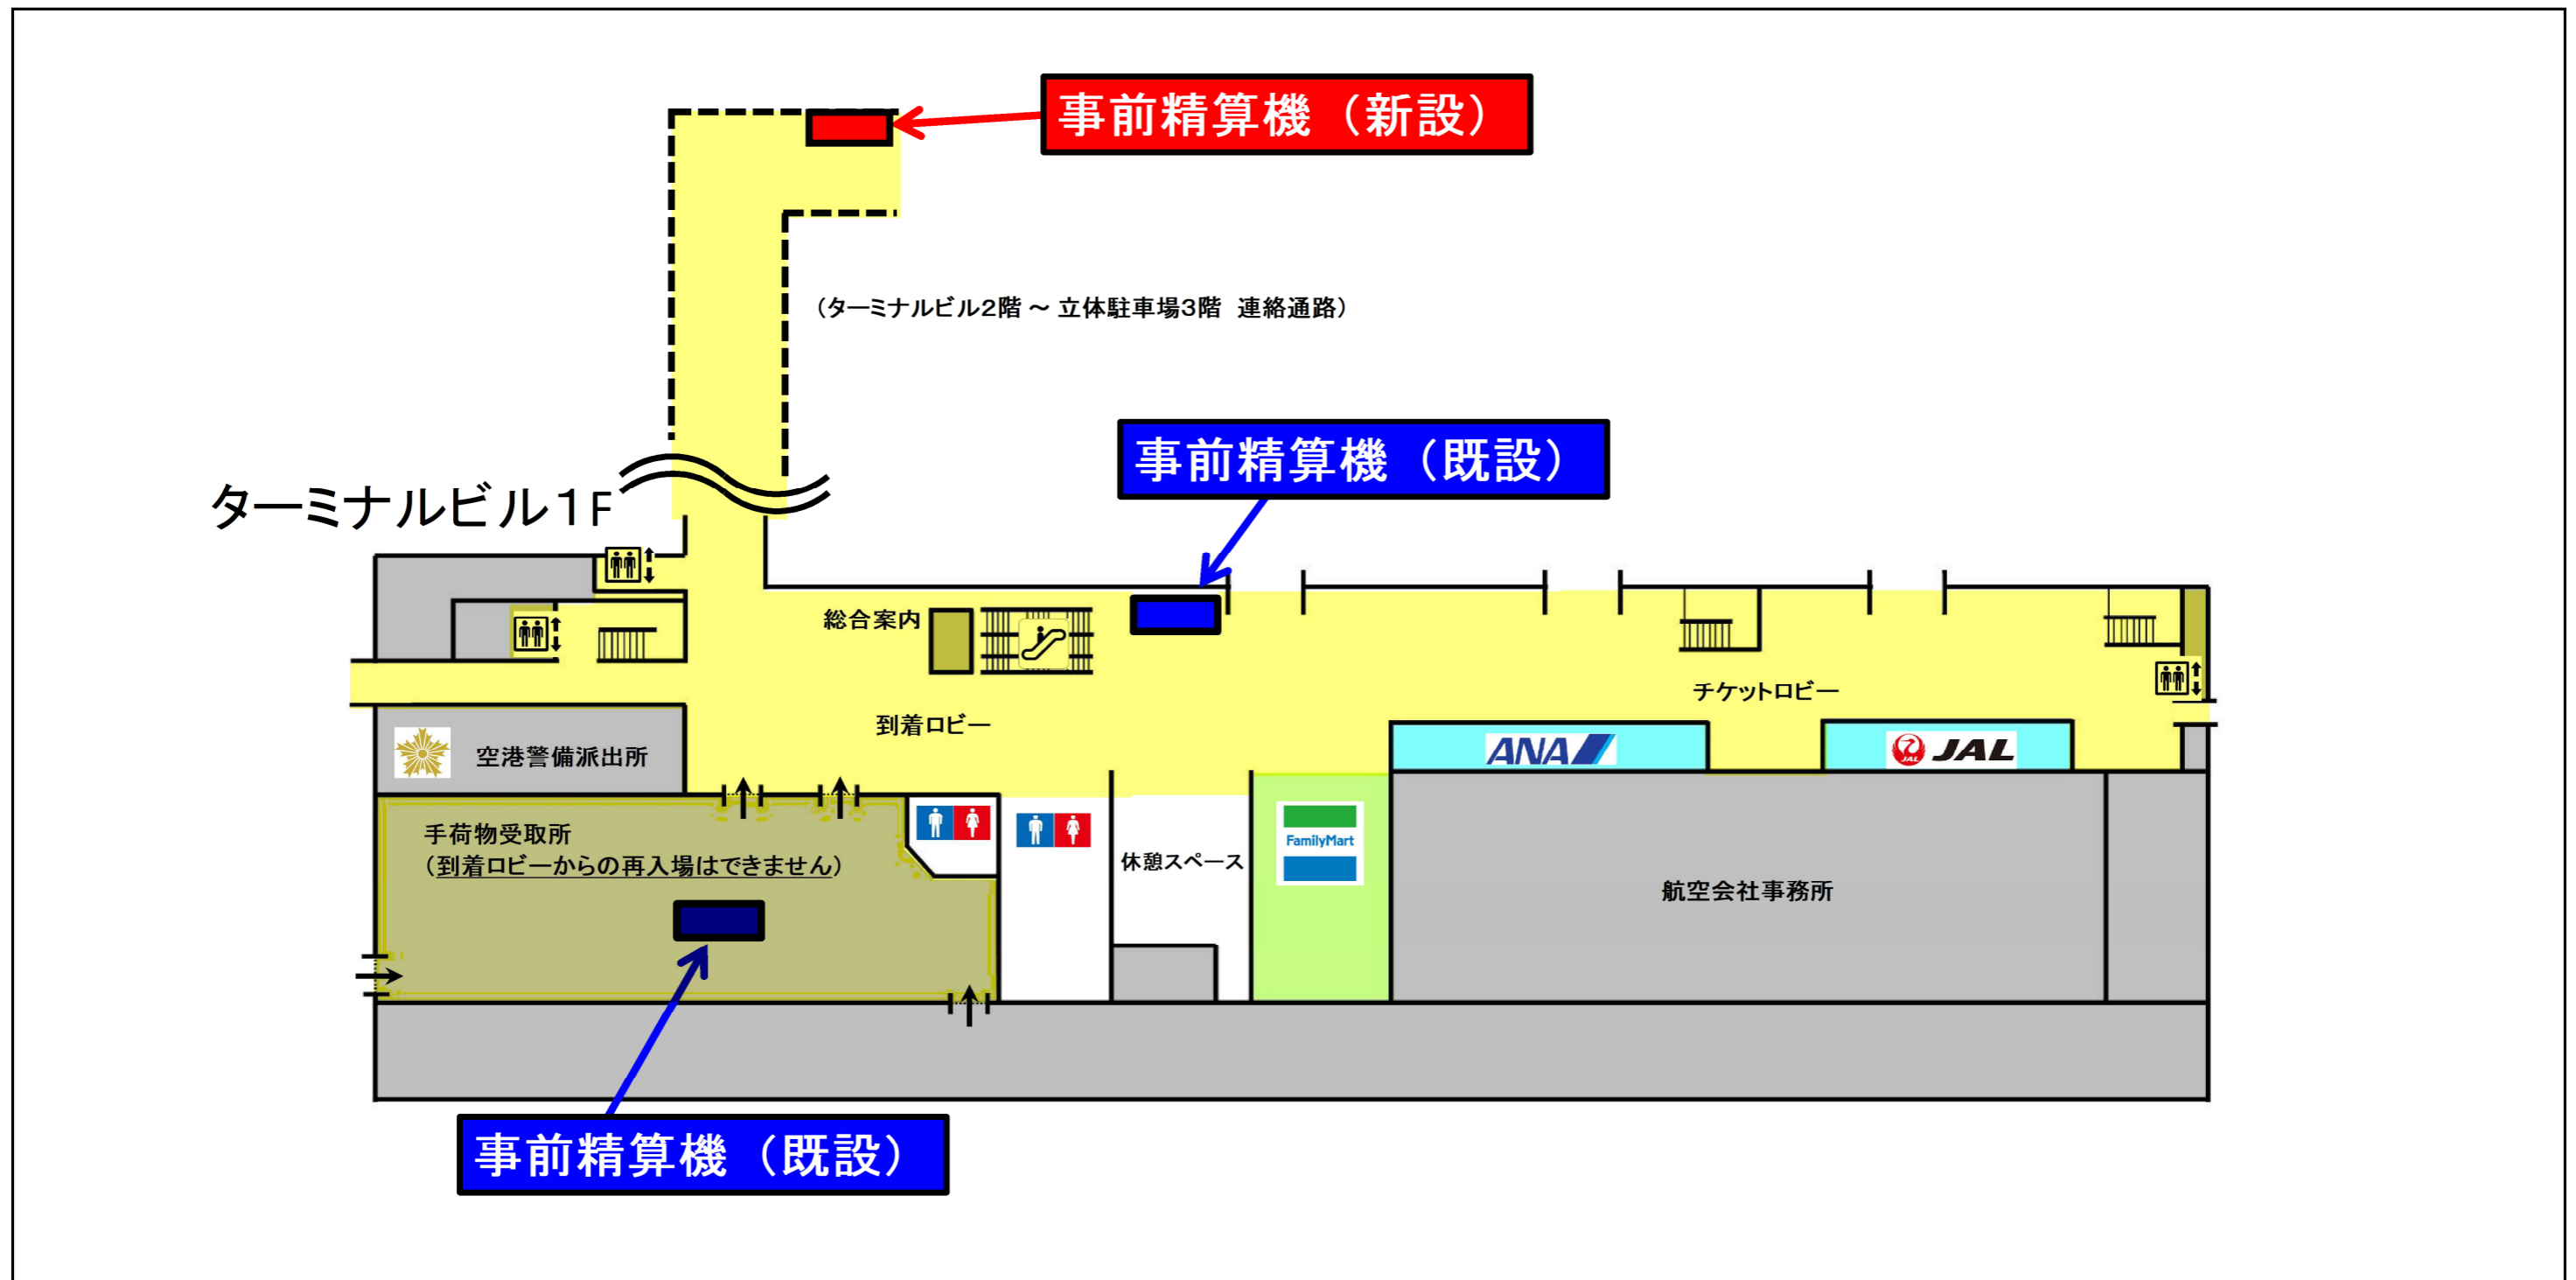 事前精算機（新設）
（ターミナルビル2階 ～ 立体駐車場3階　連絡通路）
事前精算機（既設）
ターミナルビル1F
総合案内
チケットロビー
到着ロビー
ANA
JAL
JAL
空港警備派出所
手荷物受取所
（到着ロビーからの再入場はできません）
FamilyMart
休憩スペース
航空会社事務所
事前精算機（既設）